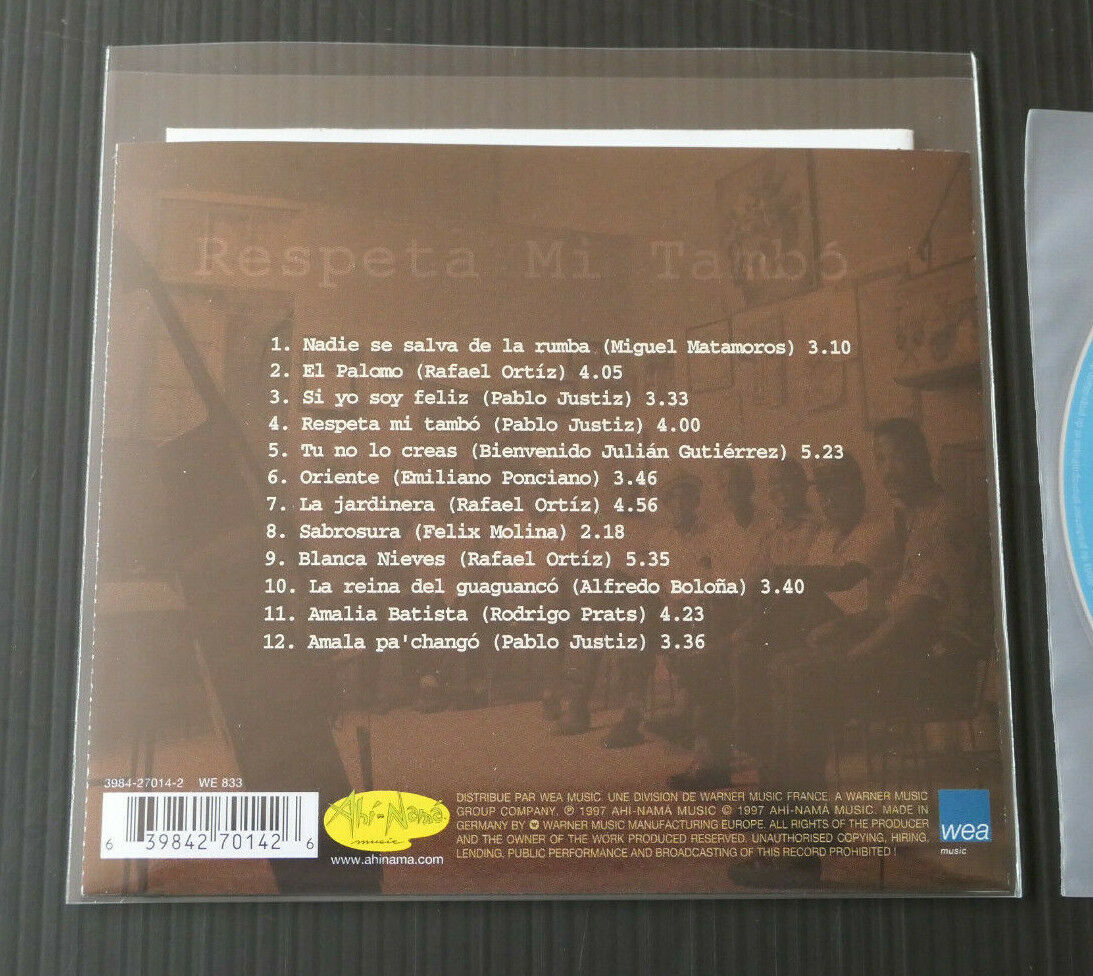 Respeta Mi Tambó
1. Nadie se salva de la rumba (Miguel Matamoros) 3.10
2. El Palomo (Rafael Ortíz) 4.05
3. Si yo soy feliz (Pablo Justiz) 3.33
4. Respeta mi tambó (Pablo Justiz) 4.00
5. Tu no lo creas (Bienvenido Julián Gutiérrez) 5.23
6. Oriente (Emiliano Ponciano) 3.46
7. La jardinera (Rafael Ortíz) 4.56
8. Sabrosura (Felix Molina) 2.18
9. Blanca Nieves (Rafael Ortíz) 5.35
10. La reina del guaguancó (Alfredo Boloña) 3.40
11. Amalia Batista (Rodrigo Prats) 4.23
12. Amala pa'changó (Pablo Justiz) 3.36
3984-27014-2 WE 833
6 39842 70142 6
Ahí-Namá
music
www.ahinama.com
DISTRIBUE PAR WEA MUSIC. UNE DIVISION DE WARNER MUSIC FRANCE. A WARNER MUSIC
GROUP COMPANY. ℗ 1997 AHÍ-NAMÁ MUSIC © 1997 AHÍ-NAMÁ MUSIC. MADE IN
GERMANY BY WARNER MUSIC MANUFACTURING EUROPE. ALL RIGHTS OF THE PRODUCER
AND THE OWNER OF THE WORK PRODUCED RESERVED. UNAUTHORISED COPYING, HIRING,
LENDING, PUBLIC PERFORMANCE AND BROADCASTING OF THIS RECORD PROHIBITED !
wea
music